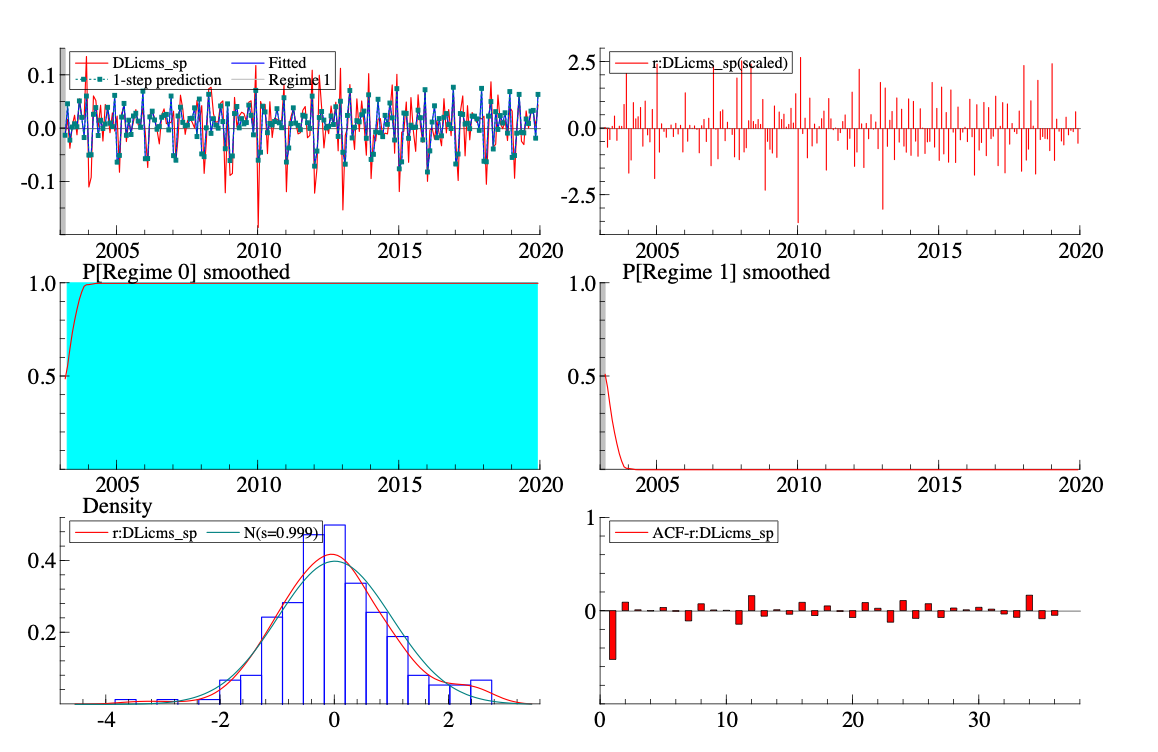 DLicms_sp Fitted
1-step prediction Regime 1
0.1
0.0
-0.1
2005 2010 2015 2020
r:DLicms_sp(scaled)
2.5
0.0
-2.5
2005 2010 2015 2020
P[Regime 0] smoothed
1.0
0.5
2005 2010 2015 2020
P[Regime 1] smoothed
1.0
0.5
2005 2010 2015 2020
Density
r:DLicms_sp N(s=0.999)
0.4
0.2
-4 -2 0 2
1
ACF-r:DLicms_sp
0
0 10 20 30